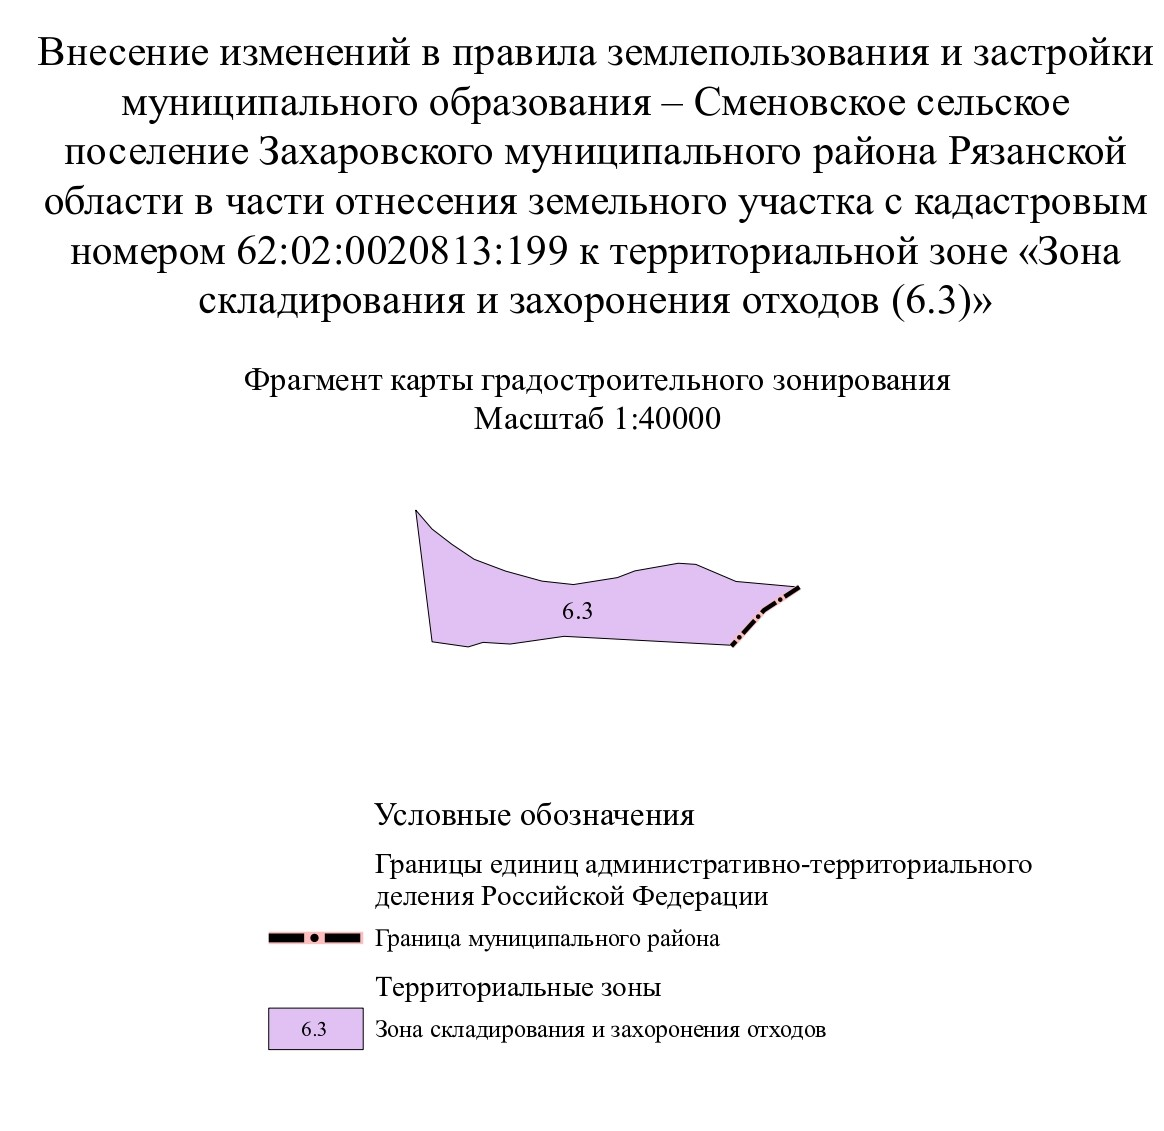 Внесение изменений в правила землепользования и застройки
муниципального образования – Сменовское сельское
поселение Захаровского муниципального района Рязанской
области в части отнесения земельного участка с кадастровым
номером 62:02:0020813:199 к территориальной зоне «Зона
складирования и захоронения отходов (6.3)»
Фрагмент карты градостроительного зонирования
Масштаб 1:40000
6.3
Условные обозначения
Границы единиц административно-территориального
деления Российской Федерации
Граница муниципального района
Территориальные зоны
6.3 Зона складирования и захоронения отходов